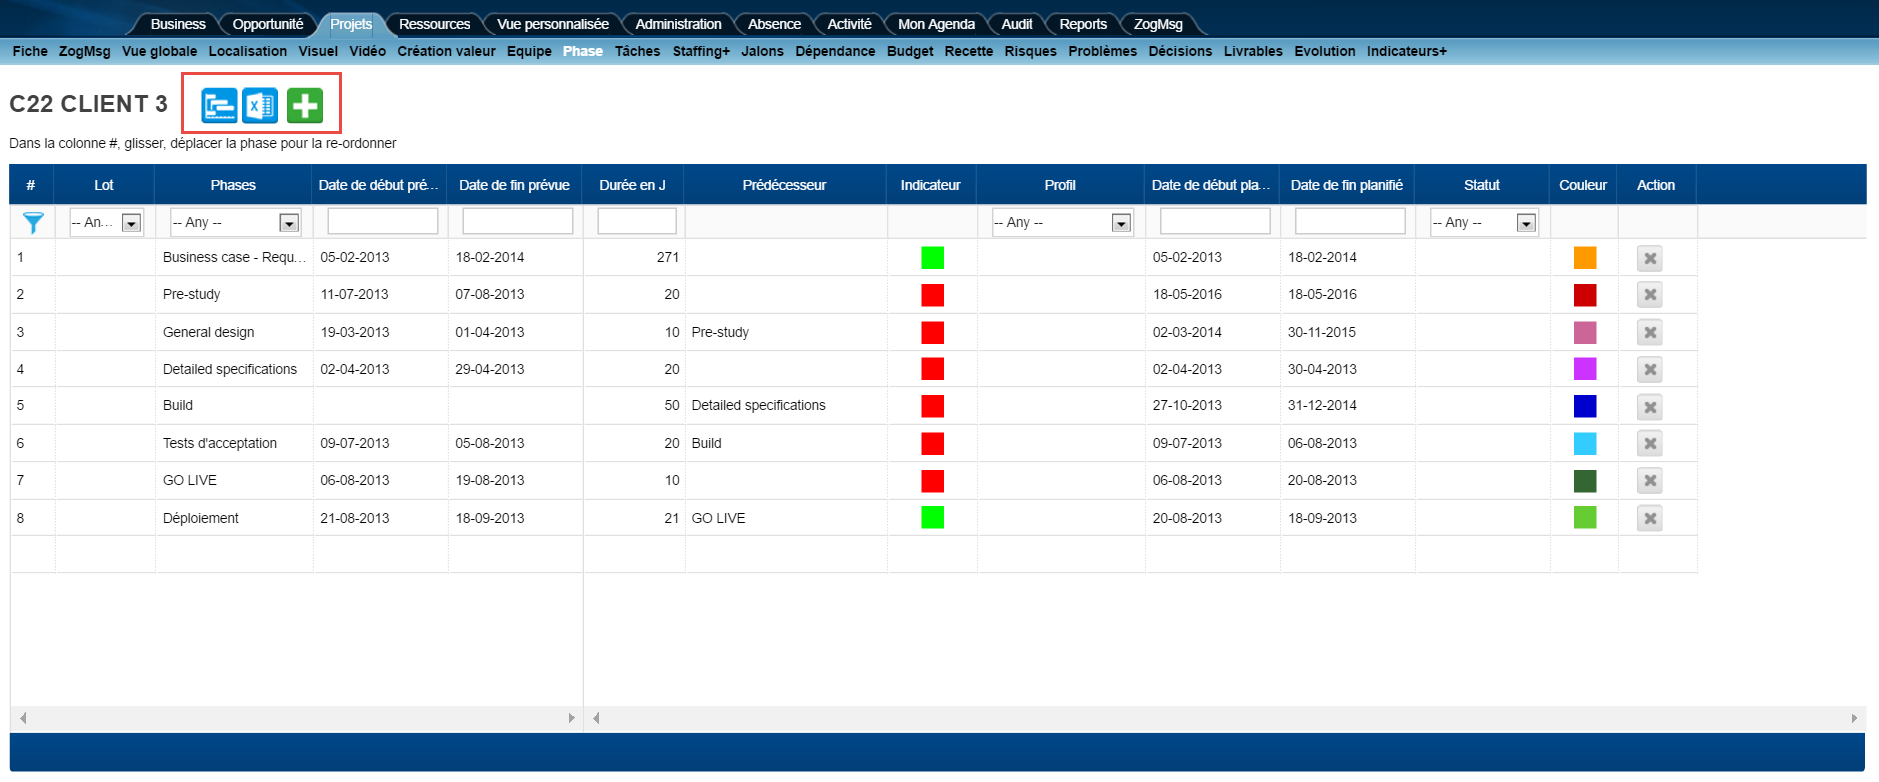 Business Opportunité Projets Ressources Vue personnalisée Administration Absence Activité Mon Agenda Audit Reports ZogMsg
Fiche ZogMsg Vue globale Localisation Visuel Vidéo Création valeur Equipe Phase Tâches Staffing+ Jalons Dépendance Budget Recette Risques Problèmes Décisions Livrables Evolution Indicateurs+
C22 CLIENT 3
Dans la colonne #, glisser, déplacer la phase pour la re-ordonner
# Lot Phases Date de début pré... Date de fin prévue Durée en J Prédécesseur Indicateur Profil Date de début pla... Date de fin planifié Statut Couleur Action
-- An... -- Any -- -- Any -- -- Any --
1 Business case - Requ... 05-02-2013 18-02-2014 271 05-02-2013 18-02-2014
2 Pre-study 11-07-2013 07-08-2013 20 18-05-2016 18-05-2016
3 General design 19-03-2013 01-04-2013 10 Pre-study 02-03-2014 30-11-2015
4 Detailed specifications 02-04-2013 29-04-2013 20 02-04-2013 30-04-2013
5 Build 50 Detailed specifications 27-10-2013 31-12-2014
6 Tests d'acceptation 09-07-2013 05-08-2013 20 Build 09-07-2013 06-08-2013
7 GO LIVE 06-08-2013 19-08-2013 10 06-08-2013 20-08-2013
8 Déploiement 21-08-2013 18-09-2013 21 GO LIVE 20-08-2013 18-09-2013